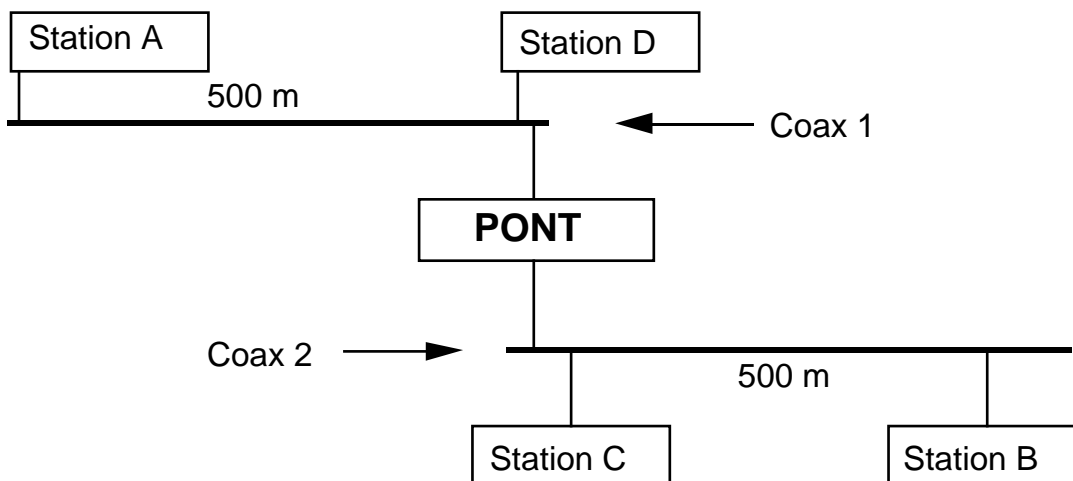 Station A
Station D
500 m
Coax 1
PONT
Coax 2
500 m
Station C
Station B